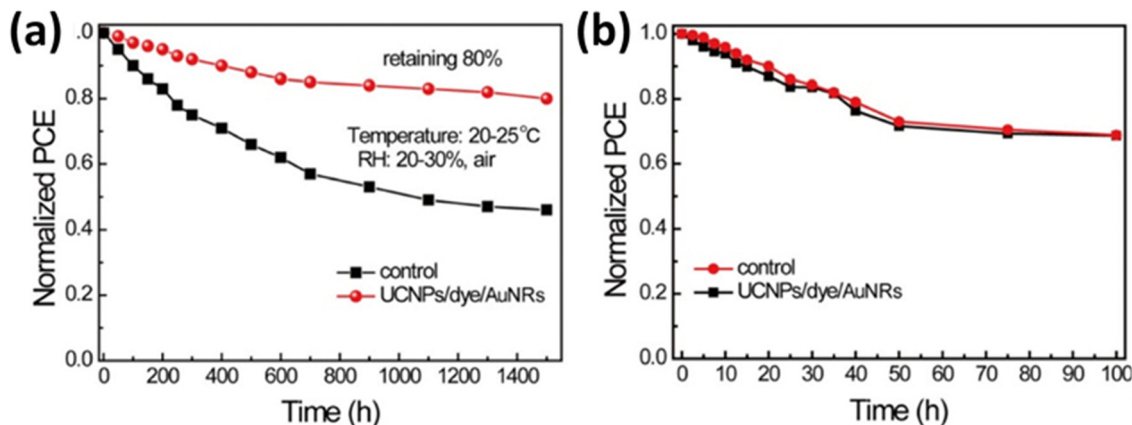 (a)
.0
0.8
0.6
0.4
0.2
0.0
Normalized PCE
retaining 80%
Temperature: 20-25°C
RH: 20-30%, air
control
UCNPs/dye/AuNRs
0 200 400 600 800 1000 1200 1400
Time (h)
(b)
1.0
0.8
0.6
0.4
0.2
0.0
Normalized PCE
control
UCNPs/dye/AuNRs
0 10 20 30 40 50 60 70 80 90 100
Time (h)